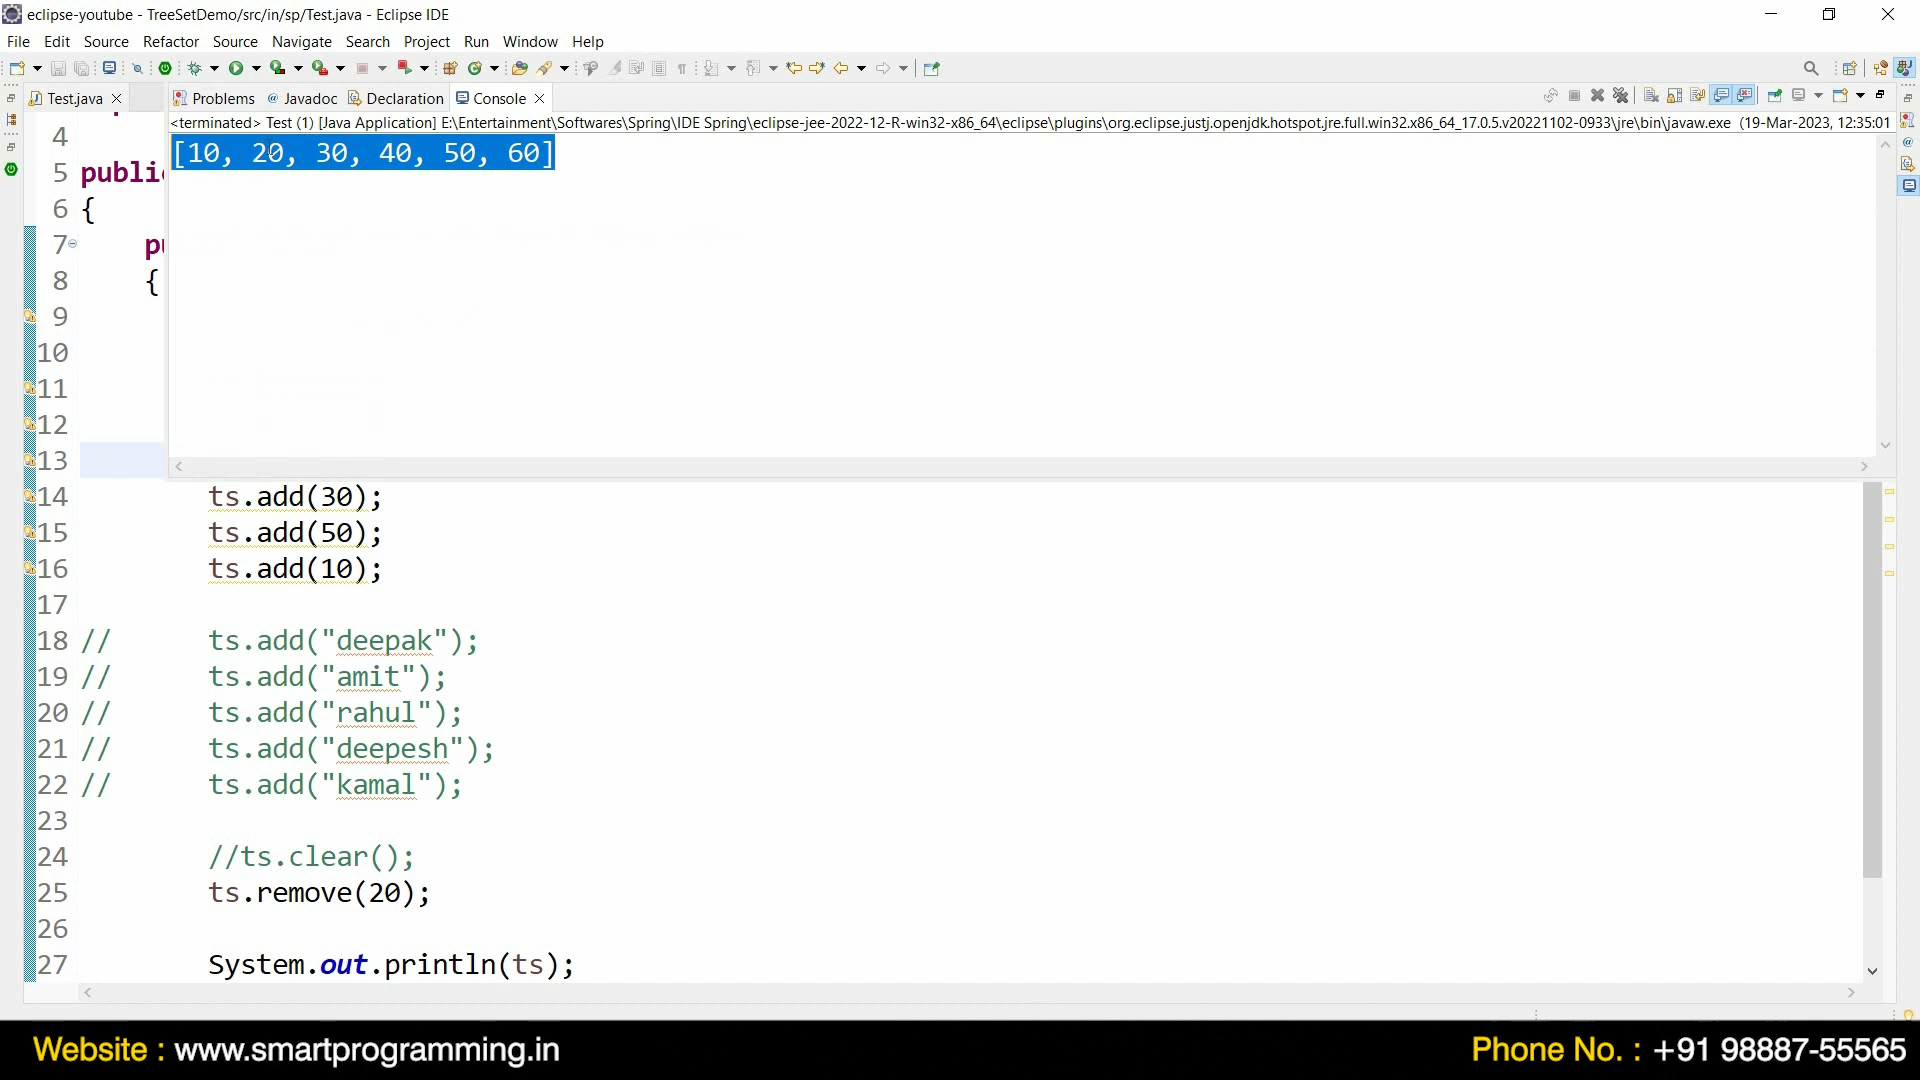 eclipse-youtube - TreeSetDemo/src/in/sp/Test.java - Eclipse IDE
File Edit Source Refactor Source Navigate Search Project Run Window Help
Test.java Problems Javadoc Declaration Console
<terminated> Test (1) [Java Application] E:\Entertainment\Softwares\Spring\IDE Spring\eclipse-jee-2022-12-R-win32-x86_64\eclipse\plugins\org.eclipse.justj.openjdk.hotspot.jre.full.win32.x86_64_17.0.5.v20221102-0933\jre\bin\javaw.exe (19-Mar-2023, 12:35:01
[10, 20, 30, 40, 50, 60]
4
5 public
6 {
7 pu
8 {
9
10
11
12
13
14 ts.add(30);
15 ts.add(50);
16 ts.add(10);
17
18 // ts.add("deepak");
19 // ts.add("amit");
20 // ts.add("rahul");
21 // ts.add("deepesh");
22 // ts.add("kamal");
23
24 //ts.clear();
25 ts.remove(20);
26
27 System.out.println(ts);
Website : www.smartprogramming.in
Phone No. : +91 98887-55565